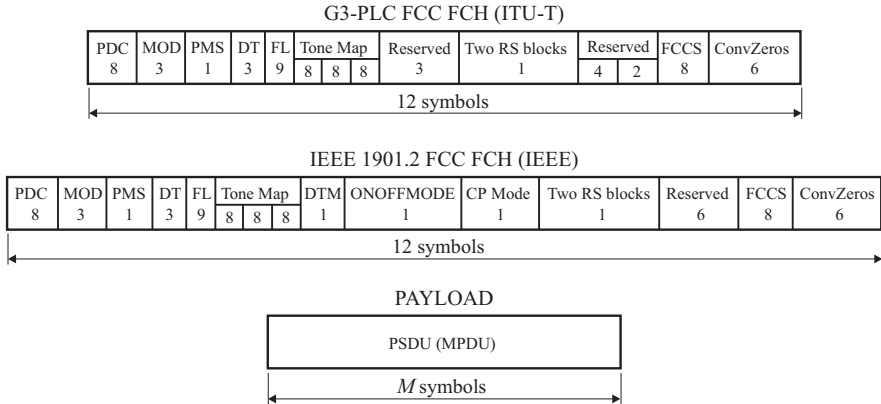 G3-PLC FCC FCH (ITU-T)
PDC MOD PMS DT FL Tone Map Reserved Two RS blocks Reserved FCCS ConvZeros
8 3 1 3 9 8 8 8 3 1 4 2 8 6
12 symbols
IEEE 1901.2 FCC FCH (IEEE)
PDC MOD PMS DT FL Tone Map DTM ONOFFMODE CP Mode Two RS blocks Reserved FCCS ConvZeros
8 3 1 3 9 8 8 8 1 1 1 1 6 8 6
12 symbols
PAYLOAD
PSDU (MPDU)
M symbols